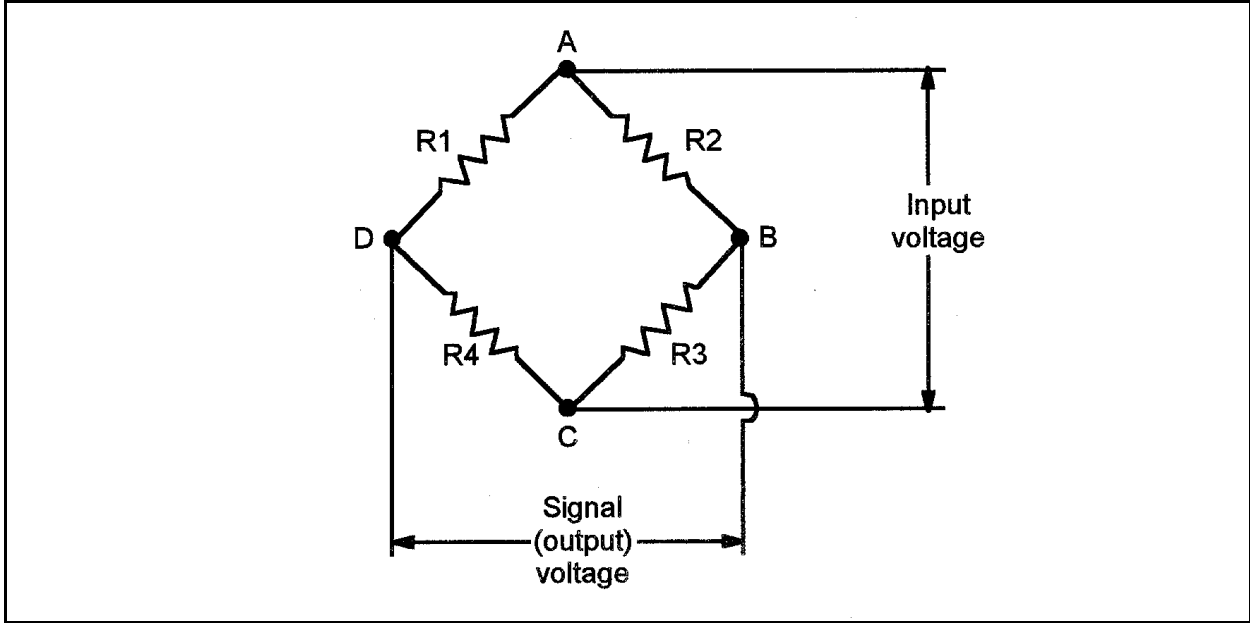 A
R1
R2
Input
voltage
D
B
R4
R3
C
Signal
(output)
voltage